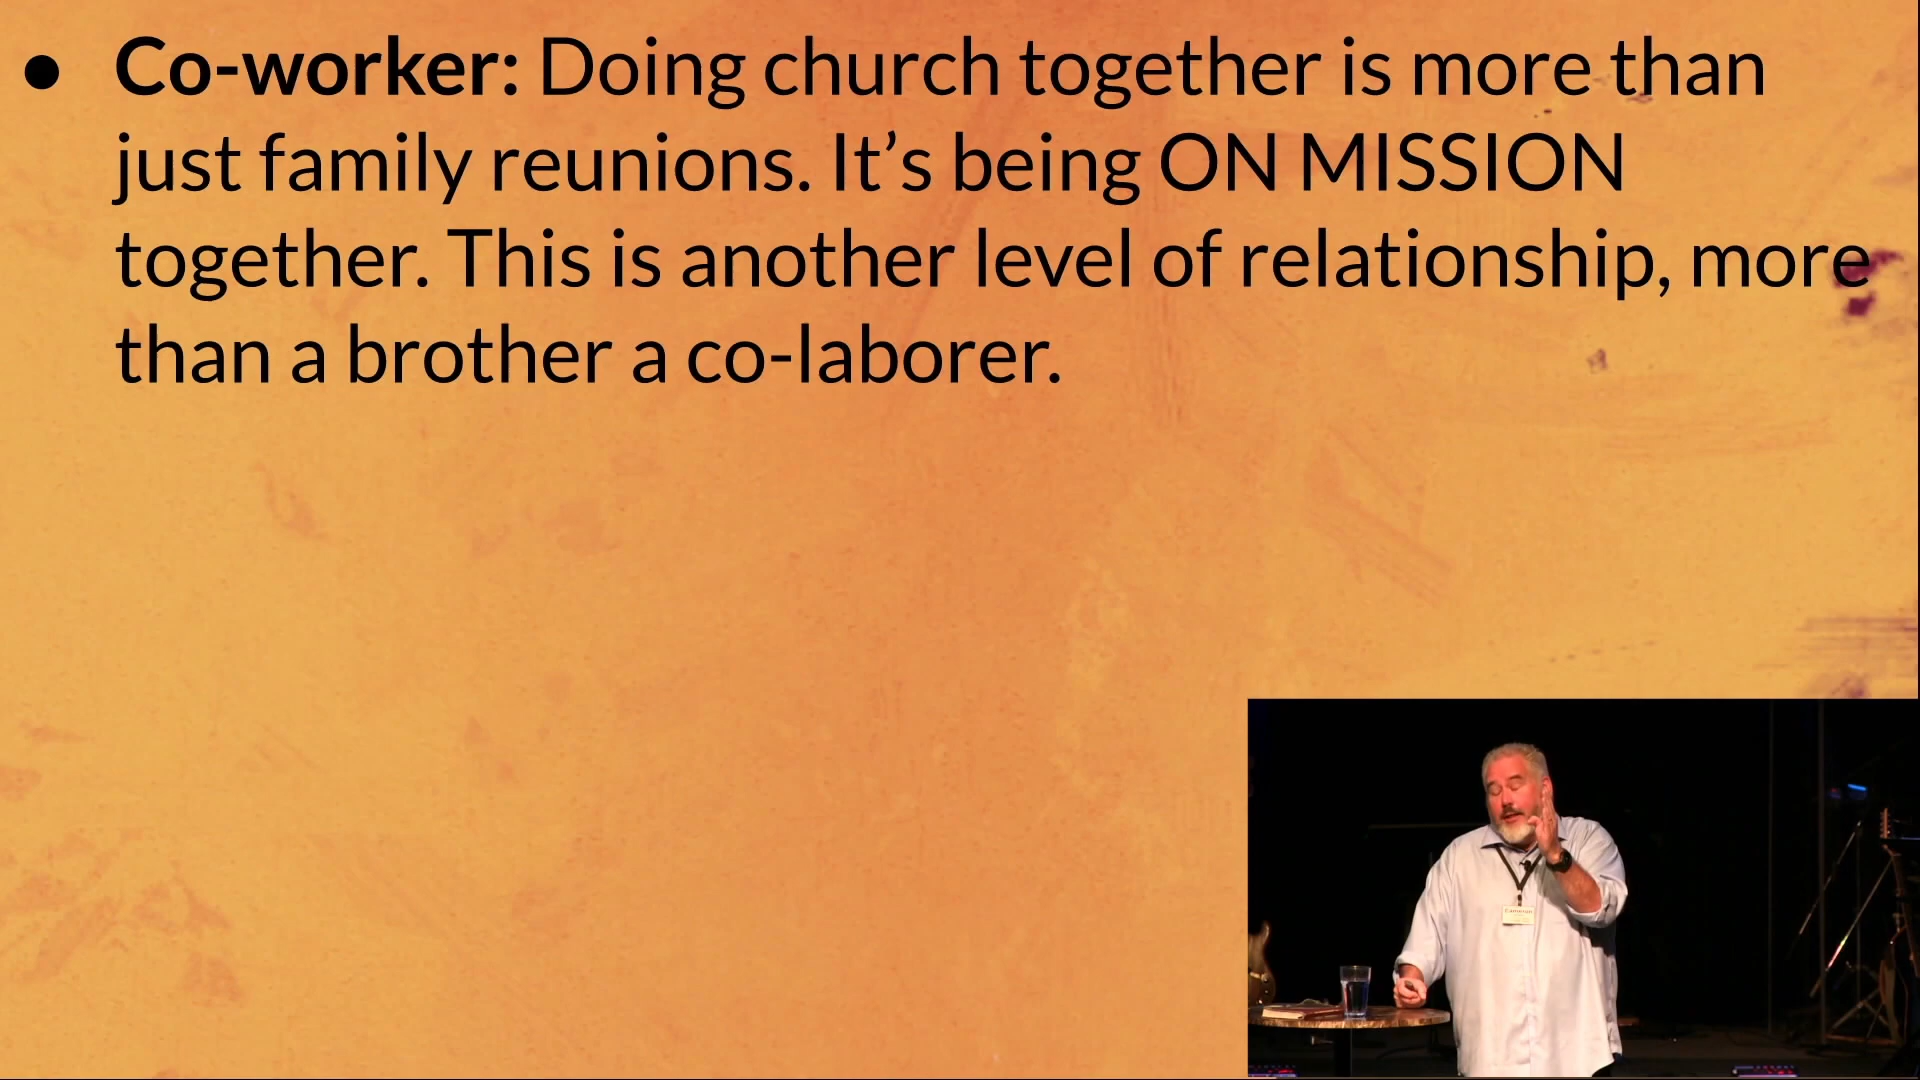 ● Co-worker: Doing church together is more than
just family reunions. It’s being ON MISSION
together. This is another level of relationship, more
than a brother a co-laborer.
Cameron